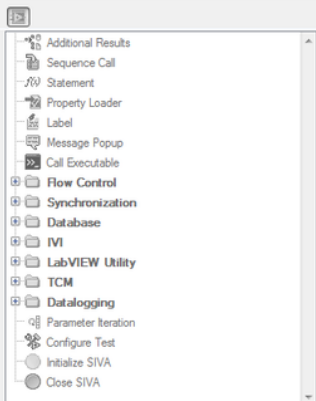 Additional Results
Sequence Call
f(x) Statement
Property Loader
Label
Message Popup
Call Executable
Flow Control
Synchronization
Database
IVI
LabVIEW Utility
TCM
Datalogging
Parameter Iteration
Configure Test
Initialize SIVA
Close SIVA